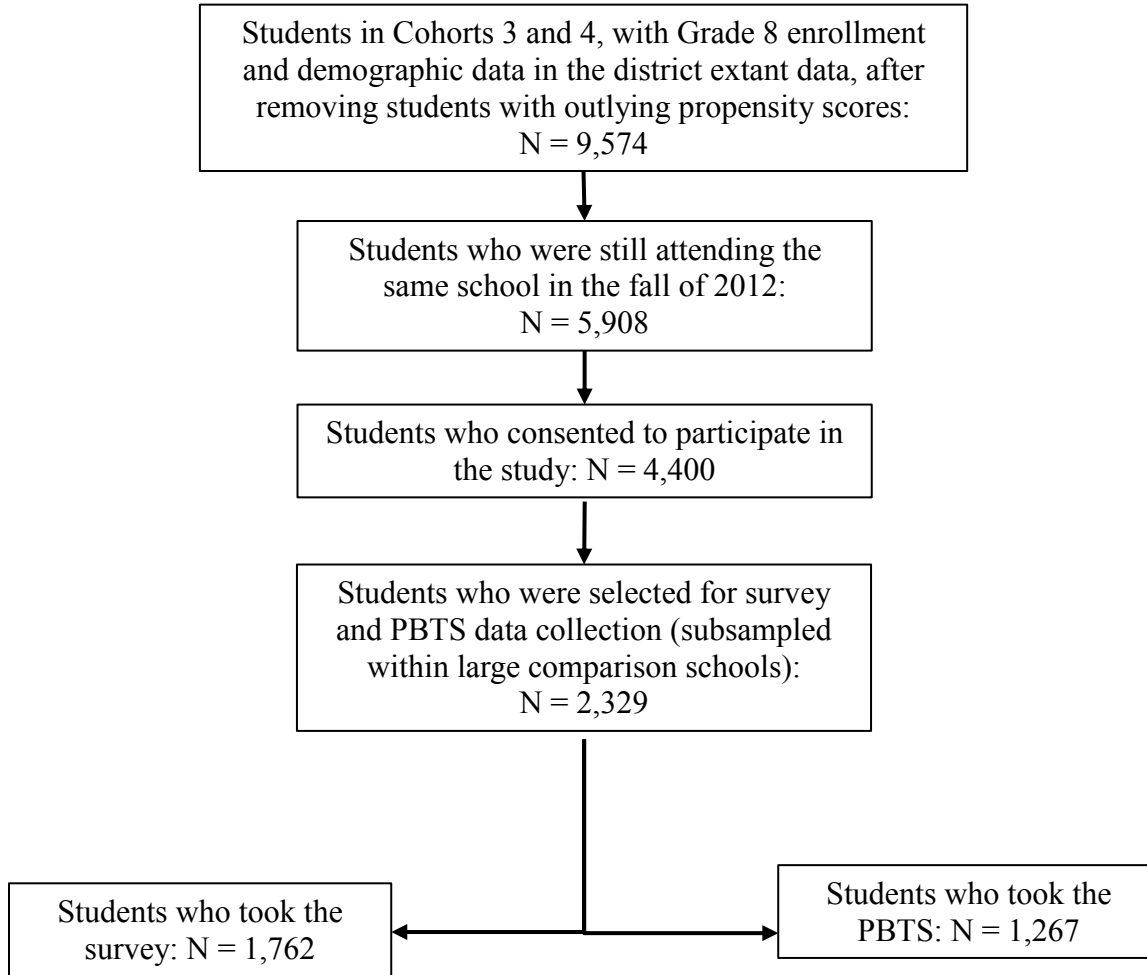 Students in Cohorts 3 and 4, with Grade 8 enrollment
and demographic data in the district extant data, after
removing students with outlying propensity scores:
N = 9,574
Students who were still attending the
same school in the fall of 2012:
N = 5,908
Students who consented to participate in
the study: N = 4,400
Students who were selected for survey
and PBTS data collection (subsampled
within large comparison schools):
N = 2,329
Students who took the
survey: N = 1,762
Students who took the
PBTS: N = 1,267